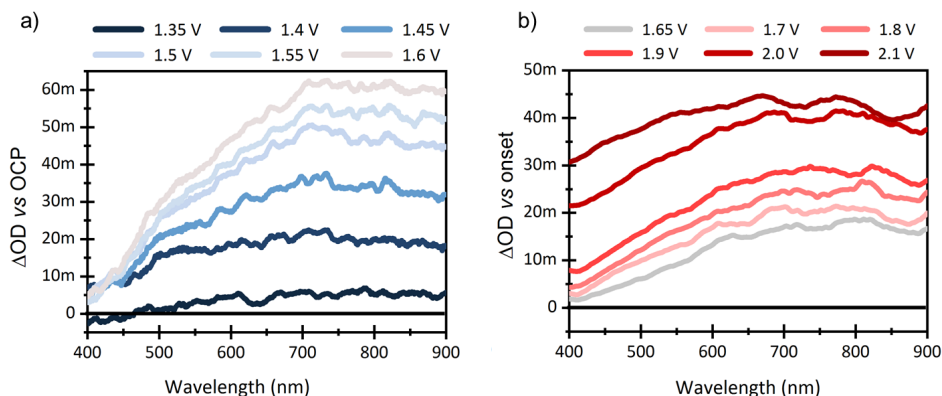 a)
1.35 V 1.4 V 1.45 V
1.5 V 1.55 V 1.6 V
ΔOD vs OCP
60m
50m
40m
30m
20m
10m
0
400 500 600 700 800 900
Wavelength (nm)
b)
1.65 V 1.7 V 1.8 V
1.9 V 2.0 V 2.1 V
ΔOD vs onset
50m
40m
30m
20m
10m
0
400 500 600 700 800 900
Wavelength (nm)